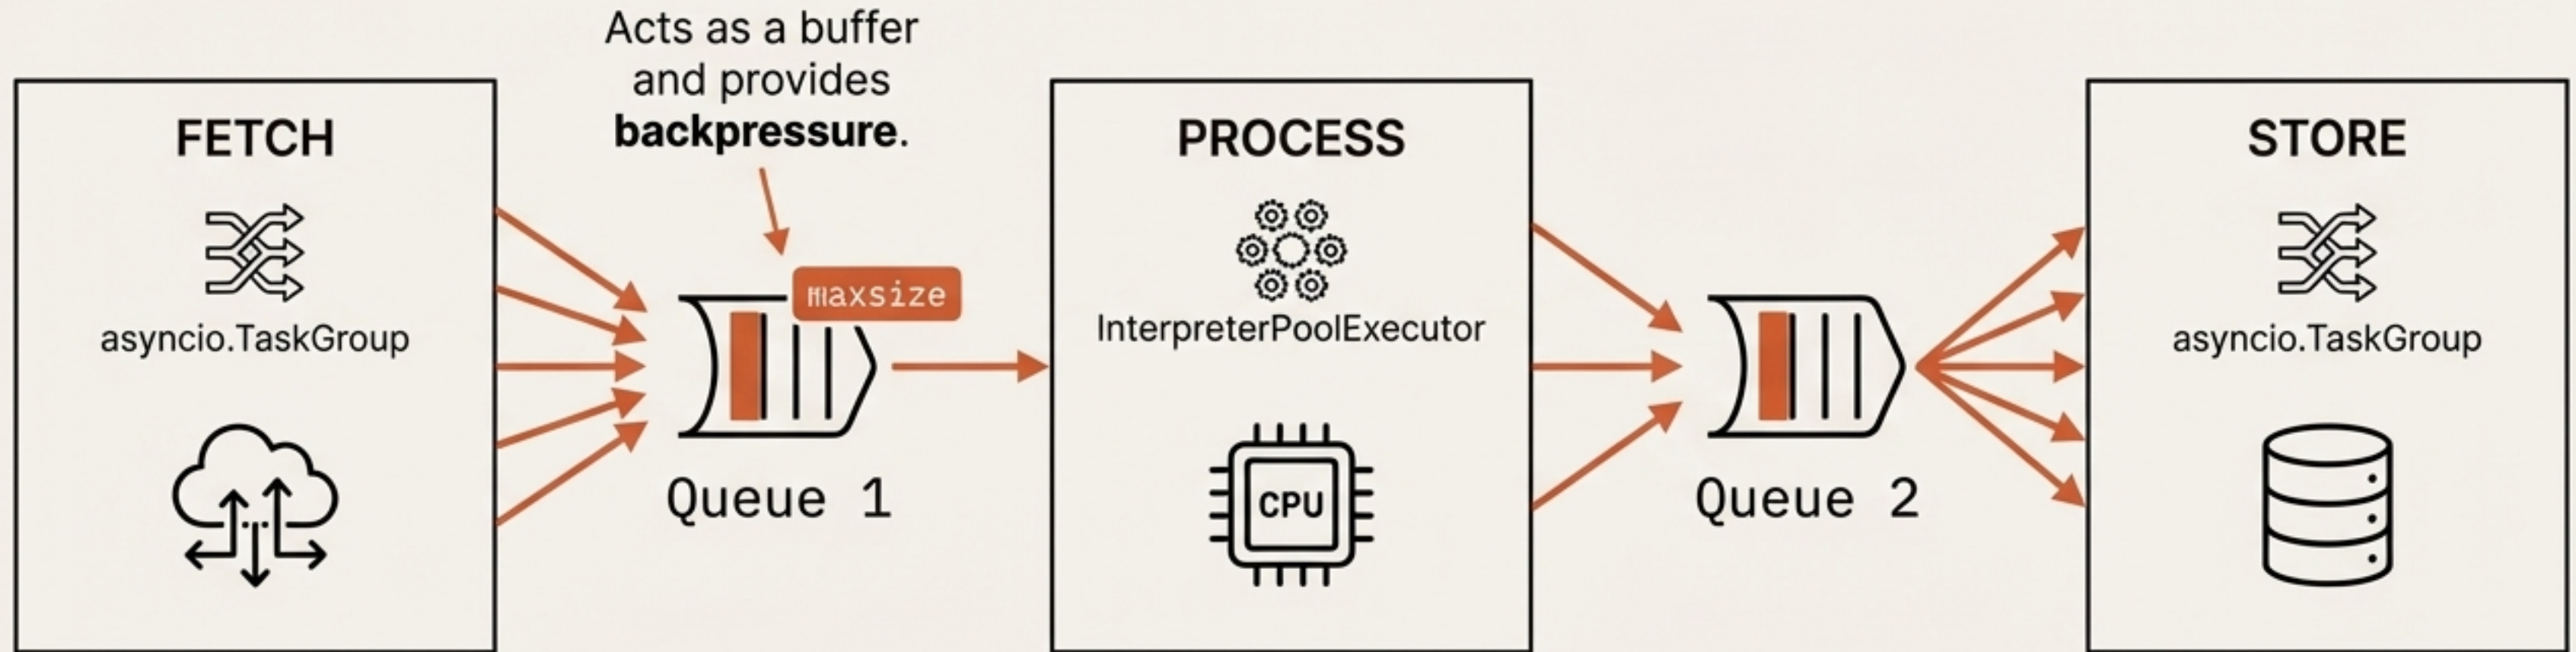 Acts as a buffer
and provides
backpressure.
FETCH
asyncio.TaskGroup
maxsize
Queue 1
PROCESS
InterpreterPoolExecutor
CPU
Queue 2
STORE
asyncio.TaskGroup